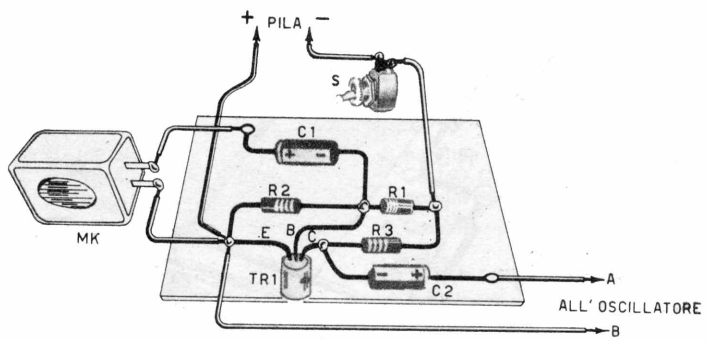 + PILA -
S
C1
+ -
R2
R1
MK
E B C
R3
TR1
- +
C2
A
ALL'OSCILLATORE
B